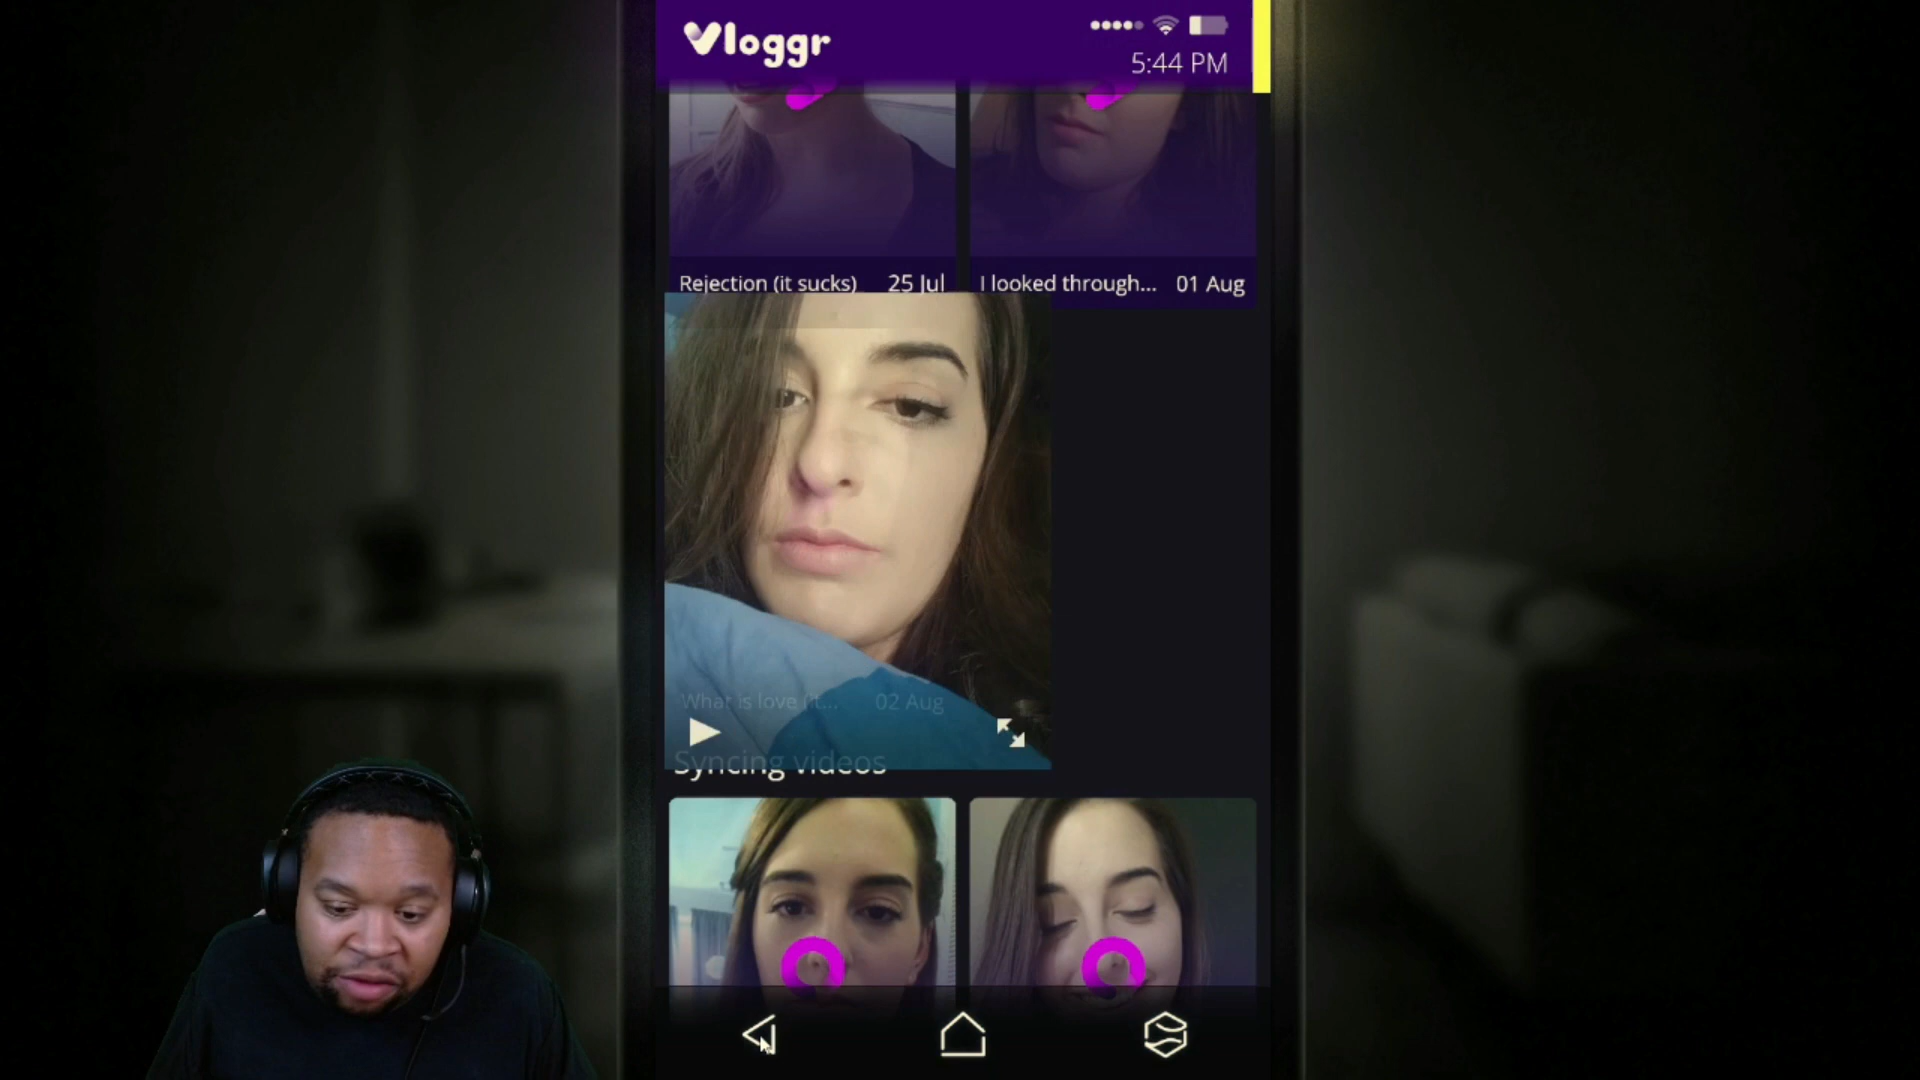 Vloggr
5:44 PM
Rejection (it sucks) 25 Jul
I looked through... 01 Aug
What is love (it... 02 Aug
Syncing videos